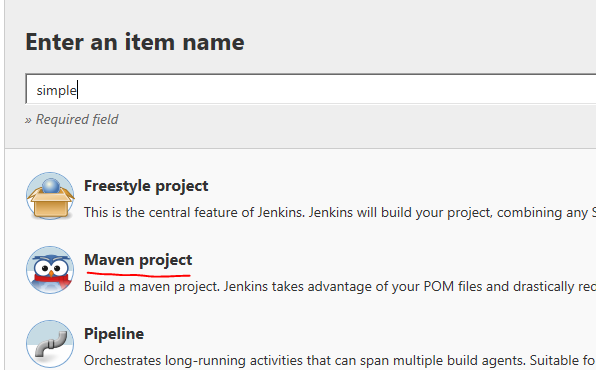 Enter an item name
simple
» Required field
Freestyle project
This is the central feature of Jenkins. Jenkins will build your project, combining any S
Maven project
Build a maven project. Jenkins takes advantage of your POM files and drastically red
Pipeline
Orchestrates long-running activities that can span multiple build agents. Suitable fo